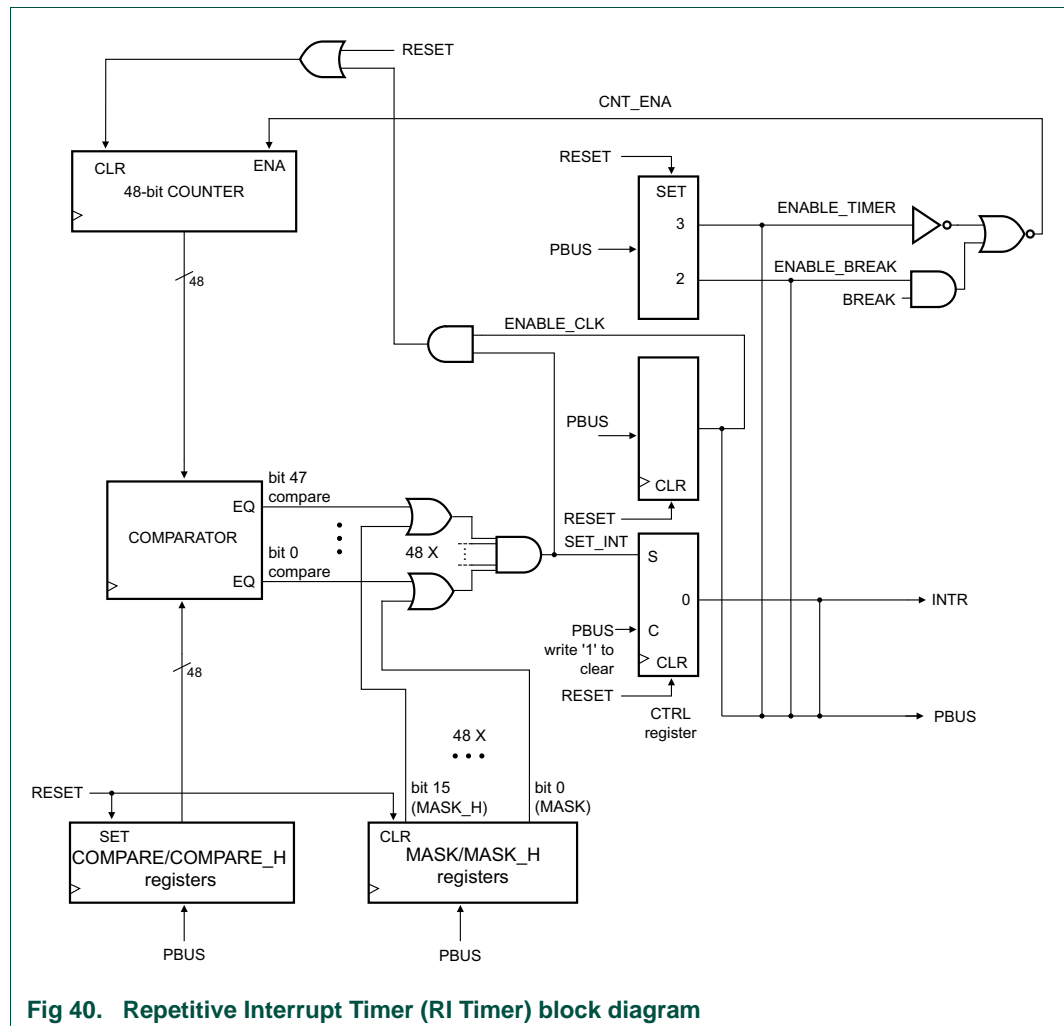 RESET
CNT_ENA
CLR
ENA
48-bit COUNTER
RESET
SET
3
ENABLE_TIMER
PBUS
2
ENABLE_BREAK
BREAK
48
ENABLE_CLK
PBUS
CLR
RESET
bit 47
compare
EQ
COMPARATOR
48 X
bit 0
compare
EQ
SET_INT
S
0
INTR
PBUS
write '1' to
clear
C
CLR
RESET
CTRL
register
PBUS
48
48 X
RESET
bit 15
(MASK_H)
bit 0
(MASK)
SET
COMPARE/COMPARE_H
registers
CLR
MASK/MASK_H
registers
PBUS
PBUS
Fig 40. Repetitive Interrupt Timer (RI Timer) block diagram